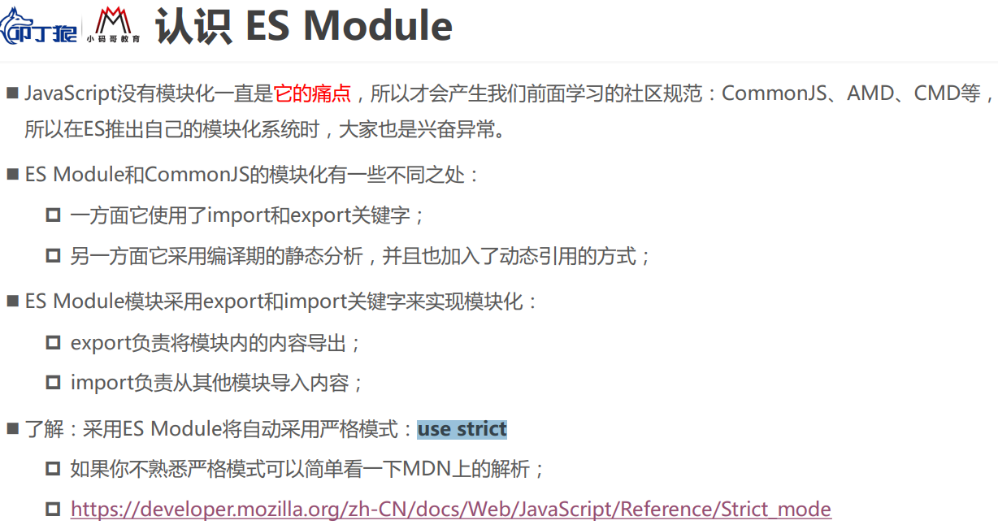 叩丁狼
小码哥教育
认识 ES Module
JavaScript没有模块化一直是它的痛点，所以才会产生我们前面学习的社区规范：CommonJS、AMD、CMD等，
所以在ES推出自己的模块化系统时，大家也是兴奋异常。
ES Module和CommonJS的模块化有一些不同之处：
一方面它使用了import和export关键字；
另一方面它采用编译期的静态分析，并且也加入了动态引用的方式；
ES Module模块采用export和import关键字来实现模块化：
export负责将模块内的内容导出；
import负责从其他模块导入内容；
了解：采用ES Module将自动采用严格模式：use strict
如果你不熟悉严格模式可以简单看一下MDN上的解析；
https://developer.mozilla.org/zh-CN/docs/Web/JavaScript/Reference/Strict_mode